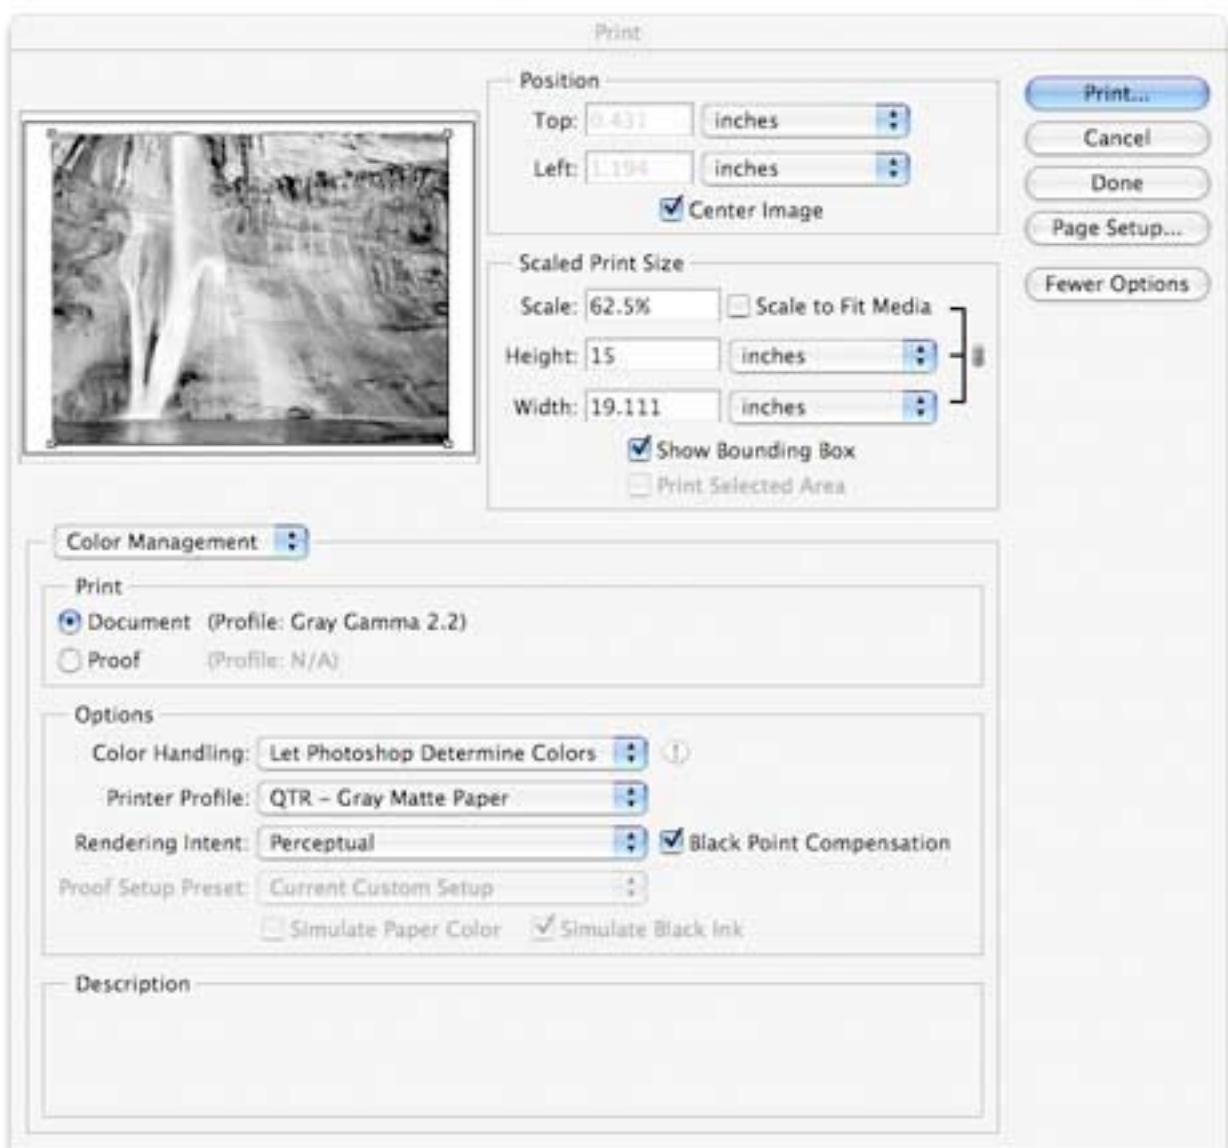 Print
Position
Top: 0.431 inches
Left: 1.194 inches
Center Image
Scaled Print Size
Scale: 62.5% Scale to Fit Media
Height: 15 inches
Width: 19.111 inches
Show Bounding Box
Print Selected Area
Print...
Cancel
Done
Page Setup...
Fewer Options
Color Management
Print
Document (Profile: Gray Gamma 2.2)
Proof (Profile: N/A)
Options
Color Handling: Let Photoshop Determine Colors
Printer Profile: QTR - Gray Matte Paper
Rendering Intent: Perceptual Black Point Compensation
Proof Setup Preset: Current Custom Setup
Simulate Paper Color Simulate Black Ink
Description